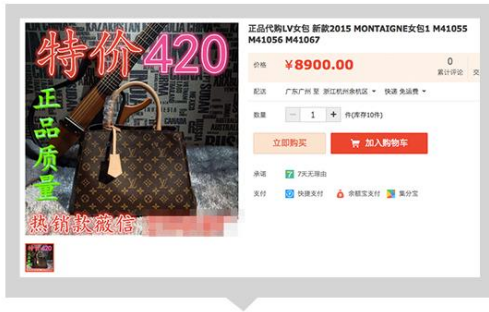 特价420
正品质量
热销款薇信
正品代购LV女包 新款2015 MONTAIGNE女包1 M41055
M41056 M41067
价格 ¥8900.00 0
累计评论 交
配送 广东广州 至 浙江杭州余杭区 快递 免运费
数量 1 件(库存10件)
立即购买 加入购物车
承诺 7 7天无理由
支付 快捷支付 余额宝支付 集分宝